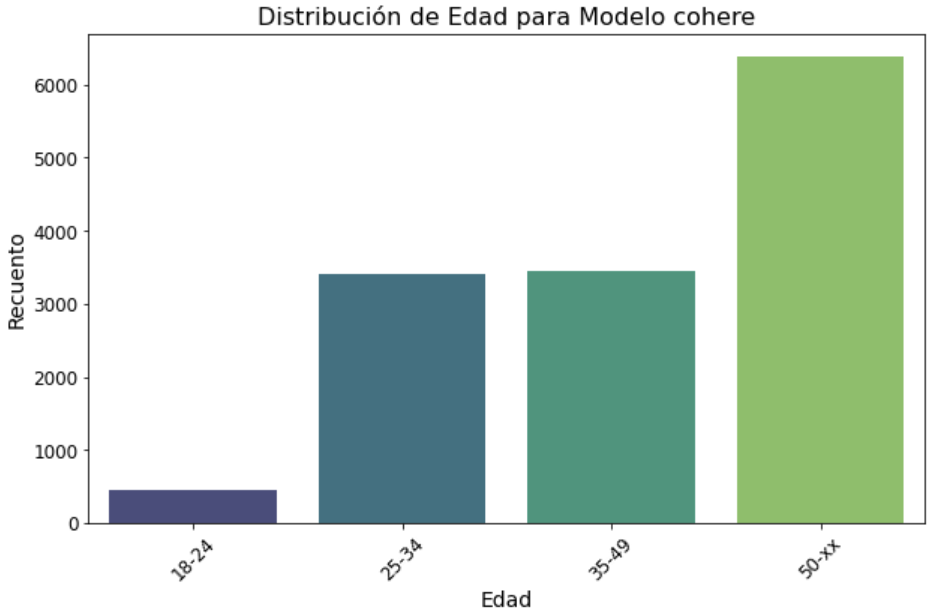 Distribución de Edad para Modelo cohere
Recuento
6000
5000
4000
3000
2000
1000
0
18-24
25-34
35-49
50-xx
Edad